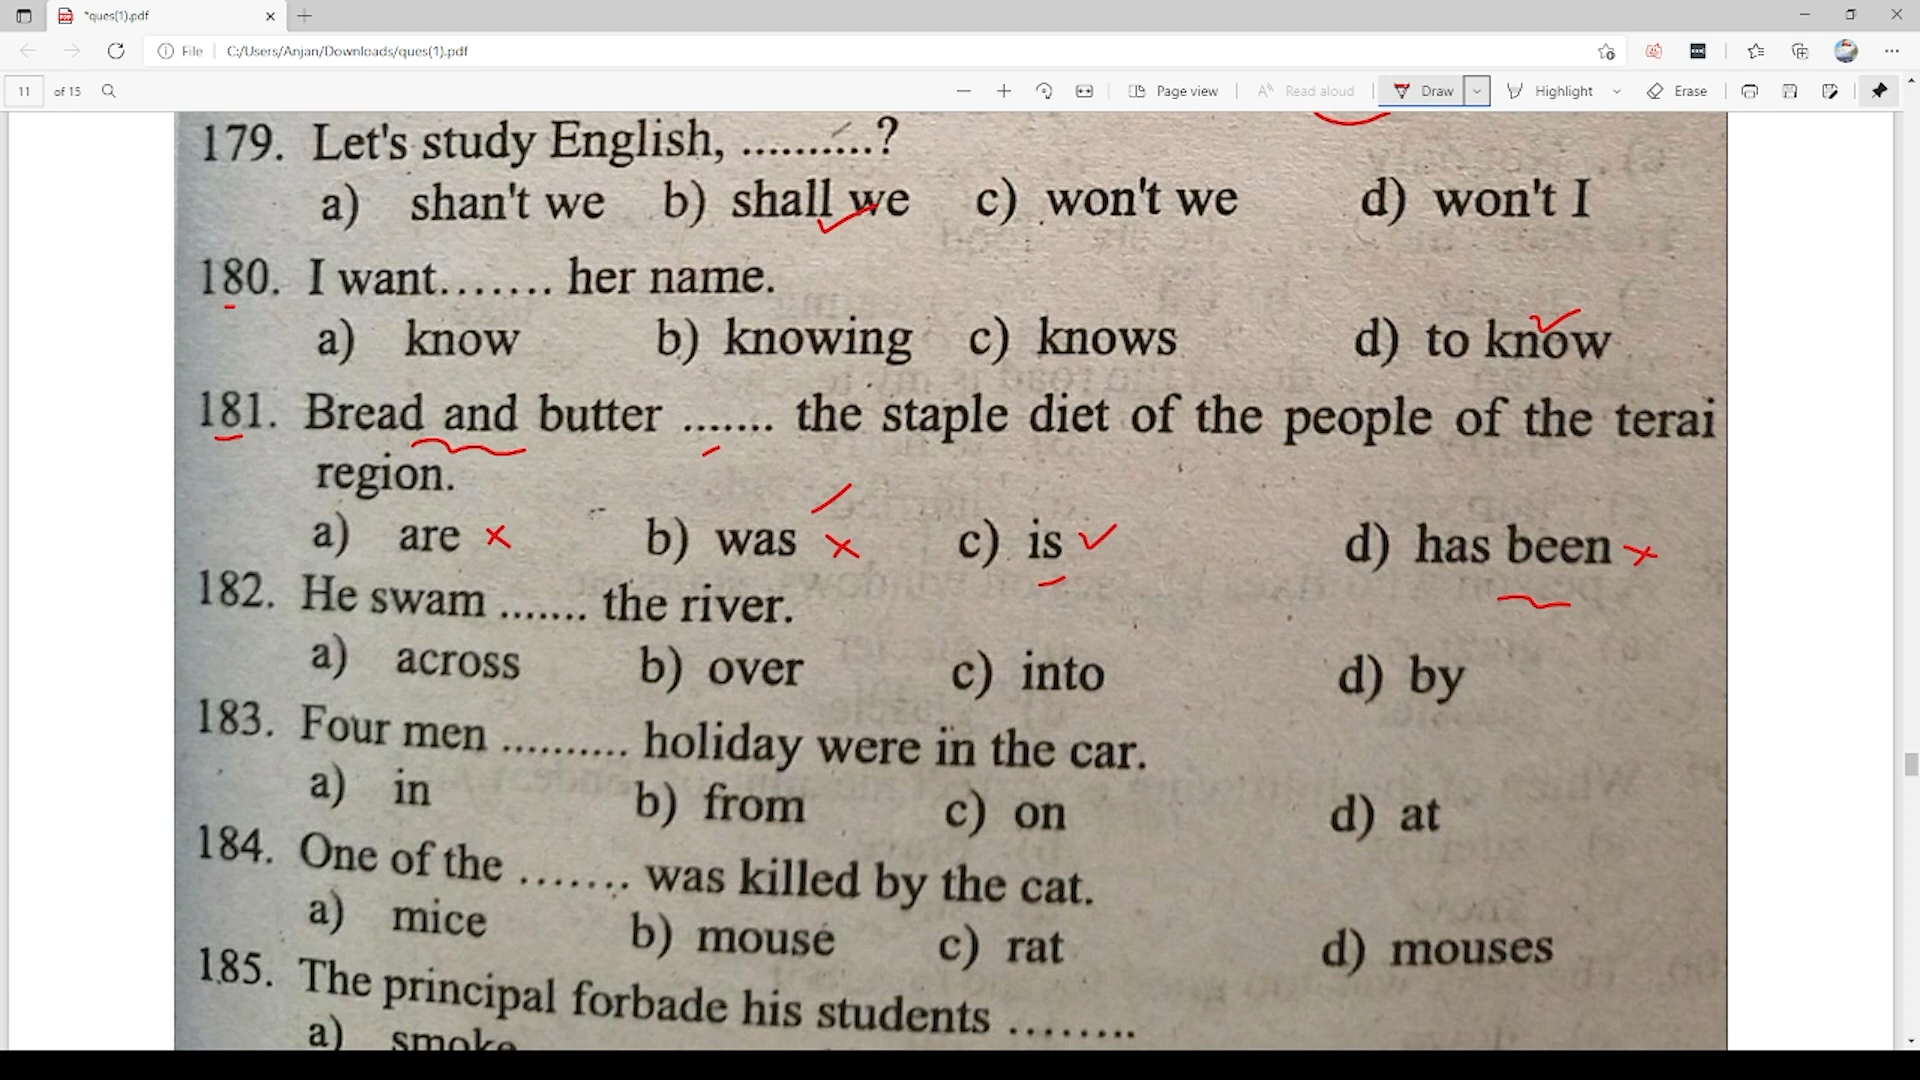 *ques(1).pdf
File C:/Users/Anjan/Downloads/ques(1).pdf
11 of 15 Page view Read aloud Draw Highlight Erase
179. Let's study English, ..........?
a) shan't we b) shall we c) won't we d) won't I
180. I want....... her name.
a) know b) knowing c) knows d) to know
181. Bread and butter ....... the staple diet of the people of the terai
region.
a) are b) was c) is d) has been
182. He swam ....... the river.
a) across b) over c) into d) by
183. Four men .......... holiday were in the car.
a) in b) from c) on d) at
184. One of the ....... was killed by the cat.
a) mice b) mouse c) rat d) mouses
185. The principal forbade his students ........
a) smoke